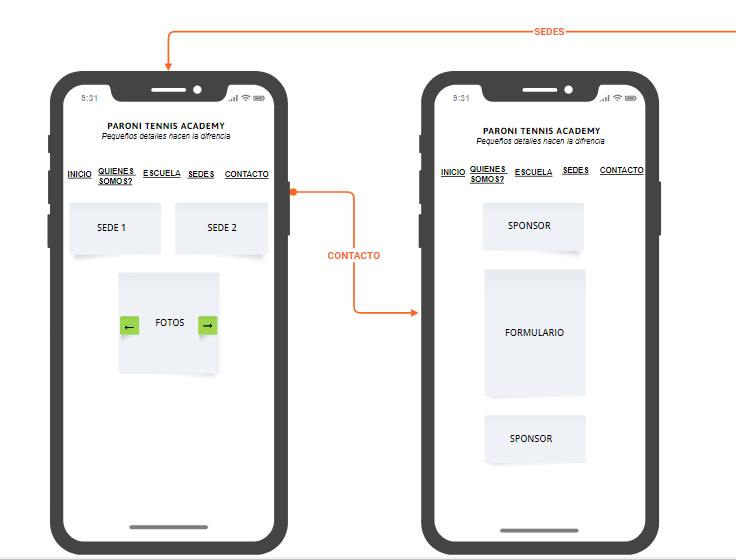 SEDES
9:31
PARONI TENNIS ACADEMY
Pequeños detalles hacen la difrencia
INICIO QUIENES SOMOS? ESCUELA SEDES CONTACTO
SEDE 1 SEDE 2
← FOTOS →
CONTACTO
9:31
PARONI TENNIS ACADEMY
Pequeños detalles hacen la difrencia
INICIO QUIENES SOMOS? ESCUELA SEDES CONTACTO
SPONSOR
FORMULARIO
SPONSOR